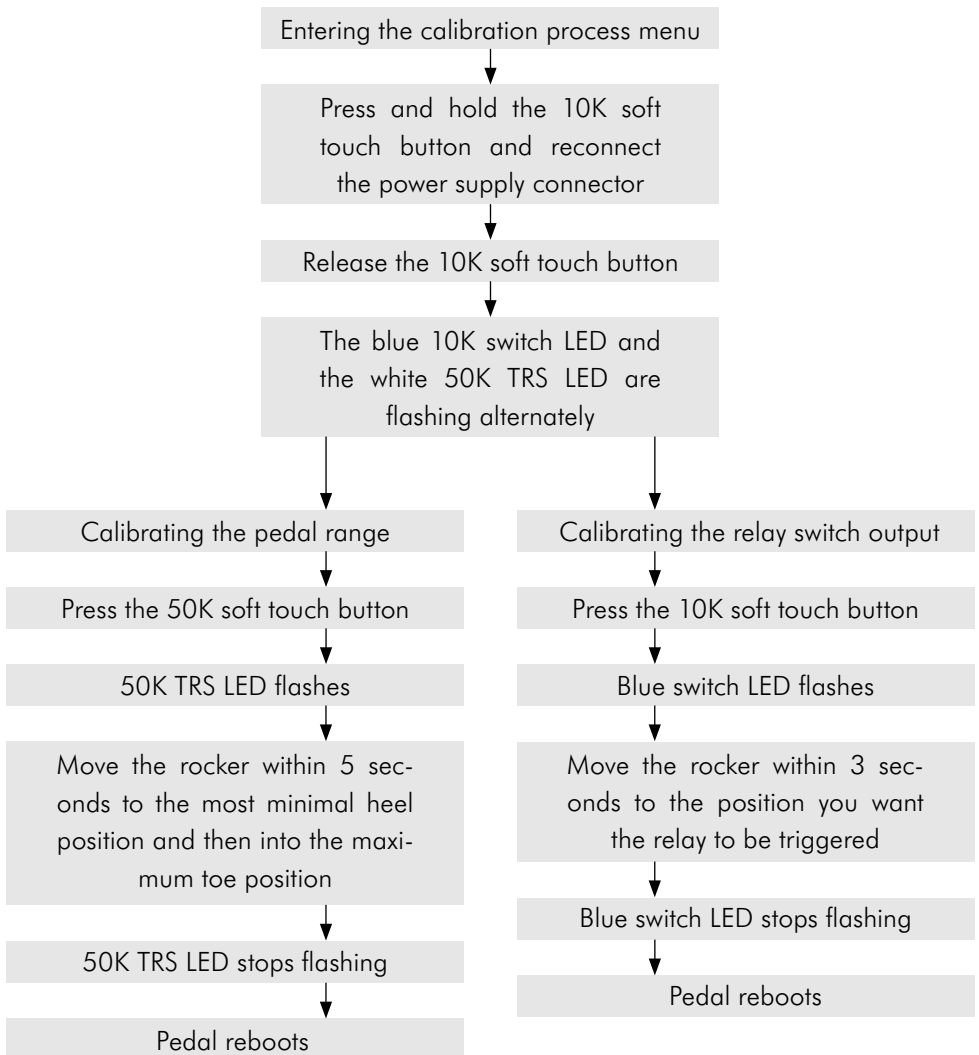 Entering the calibration process menu
Press and hold the 10K soft
touch button and reconnect
the power supply connector
Release the 10K soft touch button
The blue 10K switch LED and
the white 50K TRS LED are
flashing alternately
Calibrating the pedal range
Press the 50K soft touch button
50K TRS LED flashes
Move the rocker within 5 sec-
onds to the most minimal heel
position and then into the maxi-
mum toe position
50K TRS LED stops flashing
Pedal reboots
Calibrating the relay switch output
Press the 10K soft touch button
Blue switch LED flashes
Move the rocker within 3 sec-
onds to the position you want
the relay to be triggered
Blue switch LED stops flashing
Pedal reboots